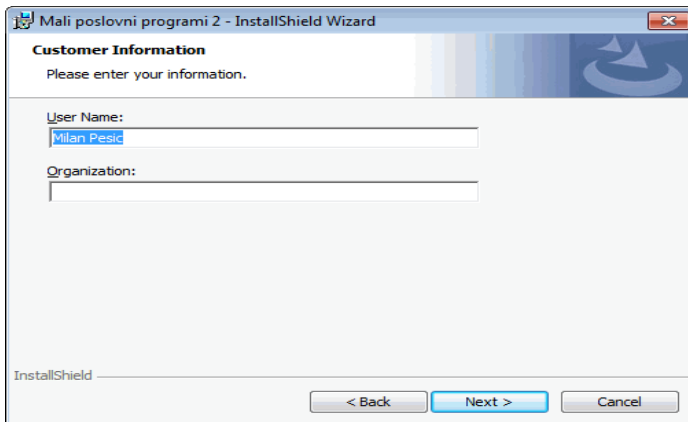 Mali poslovni programi 2 - InstallShield Wizard
Customer Information
Please enter your information.
User Name:
Milan Pesic
Organization:
InstallShield
< Back Next > Cancel